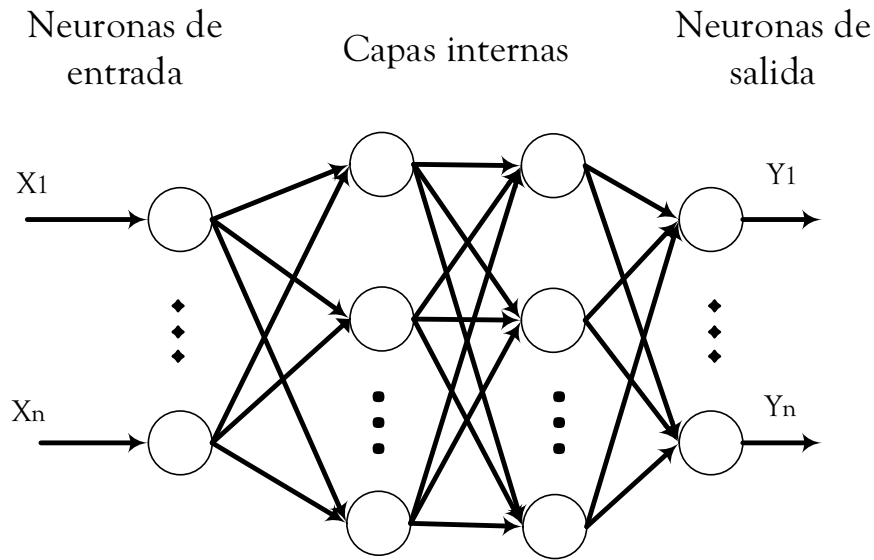 Neuronas de
entrada
Capas internas
Neuronas de
salida
X1
Y1
Xn
Yn